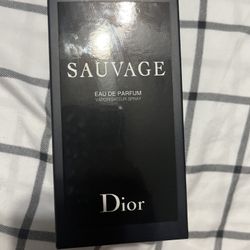 SAUVAGE
EAU DE PARFUM
VAPORISATEUR SPRAY
Dior